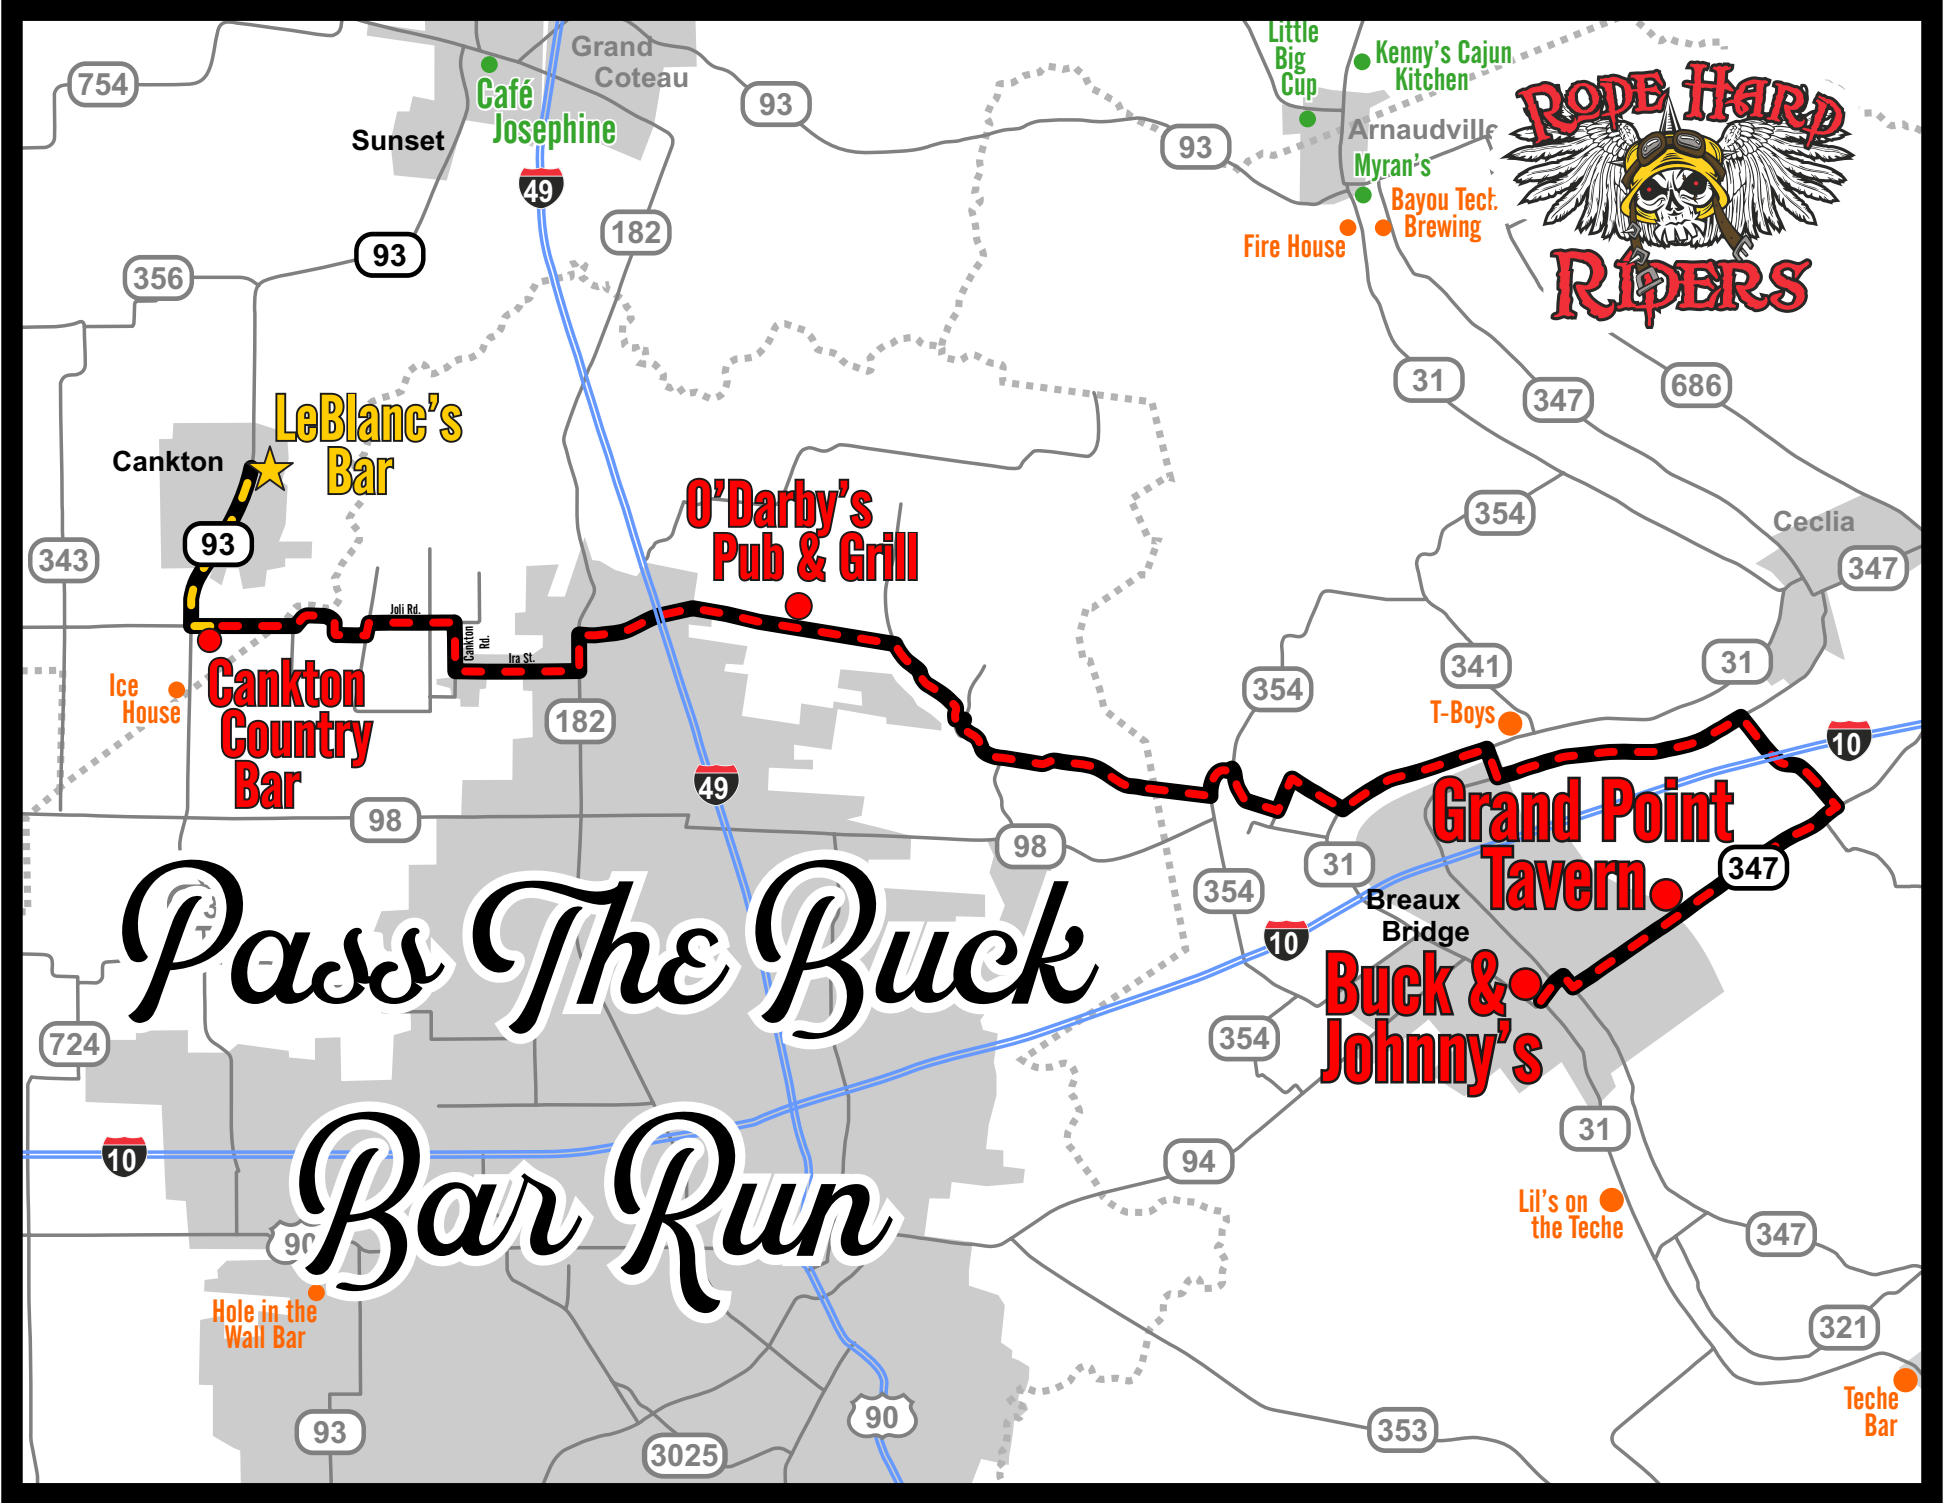 Grand
Coteau
754
Café
Josephine
Sunset
93
93
Little
Big
Cup
Kenny's Cajun
Kitchen
Arnaudville
Myran's
Bayou Tech
Brewing
Fire House
RODE HARD
RIDERS
49
182
93
356
31
347
686
LeBlanc's
Bar
Cankton
93
343
O'Darby's
Pub & Grill
354
Ceclia
347
Joli Rd.
Cankton
Rd.
Ira St.
Ice
House
Cankton
Country
Bar
182
354
341
31
T-Boys
10
49
98
98
Grand Point
Tavern
31
354
347
Breaux
Bridge
10
Buck &
Johnny's
Pass The Buck
Bar Run
724
354
10
94
31
Lil's on
the Teche
347
90
Hole in the
Wall Bar
321
Teche
Bar
93
3025
90
353